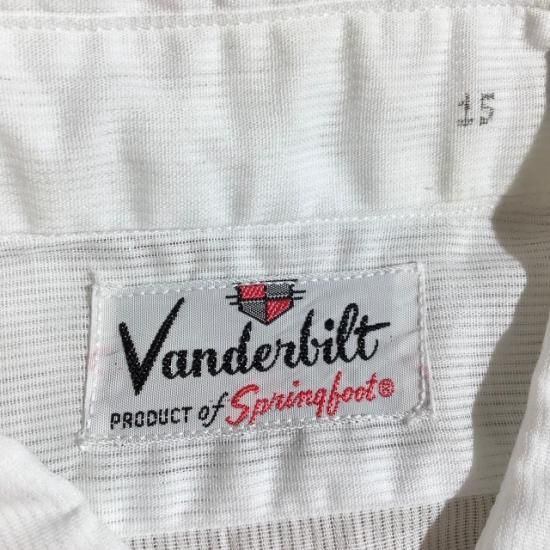 15
Vanderbilt
PRODUCT of Springfoot®